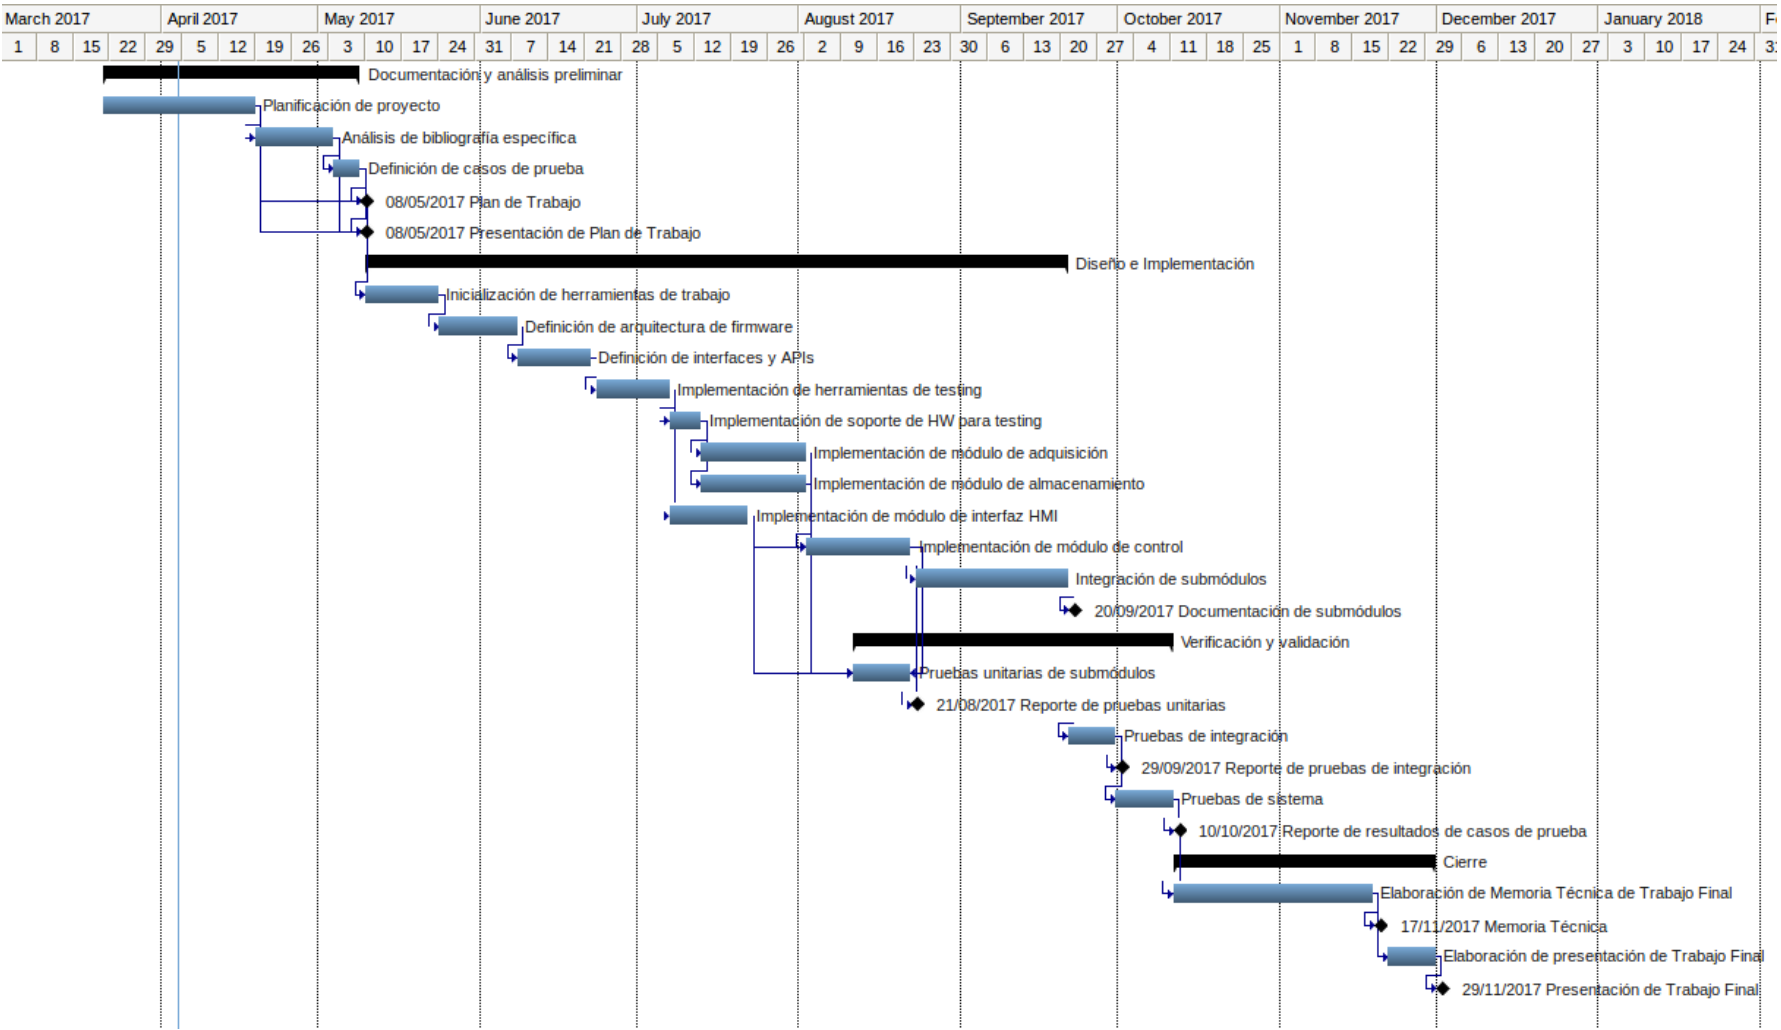 March 2017 April 2017 May 2017 June 2017 July 2017 August 2017 September 2017 October 2017 November 2017 December 2017 January 2018 F
1 8 15 22 29 5 12 19 26 3 10 17 24 31 7 14 21 28 5 12 19 26 2 9 16 23 30 6 13 20 27 4 11 18 25 1 8 15 22 29 6 13 20 27 3 10 17 24 31
Documentación y análisis preliminar
Planificación de proyecto
Análisis de bibliografía específica
Definición de casos de prueba
08/05/2017 Plan de Trabajo
08/05/2017 Presentación de Plan de Trabajo
Diseño e Implementación
Inicialización de herramientas de trabajo
Definición de arquitectura de firmware
Definición de interfaces y APIs
Implementación de herramientas de testing
Implementación de soporte de HW para testing
Implementación de módulo de adquisición
Implementación de módulo de almacenamiento
Implementación de módulo de interfaz HMI
Implementación de módulo de control
Integración de submódulos
20/09/2017 Documentación de submódulos
Verificación y validación
Pruebas unitarias de submódulos
21/08/2017 Reporte de pruebas unitarias
Pruebas de integración
29/09/2017 Reporte de pruebas de integración
Pruebas de sistema
10/10/2017 Reporte de resultados de casos de prueba
Cierre
Elaboración de Memoria Técnica de Trabajo Final
17/11/2017 Memoria Técnica
Elaboración de presentación de Trabajo Final
29/11/2017 Presentación de Trabajo Final